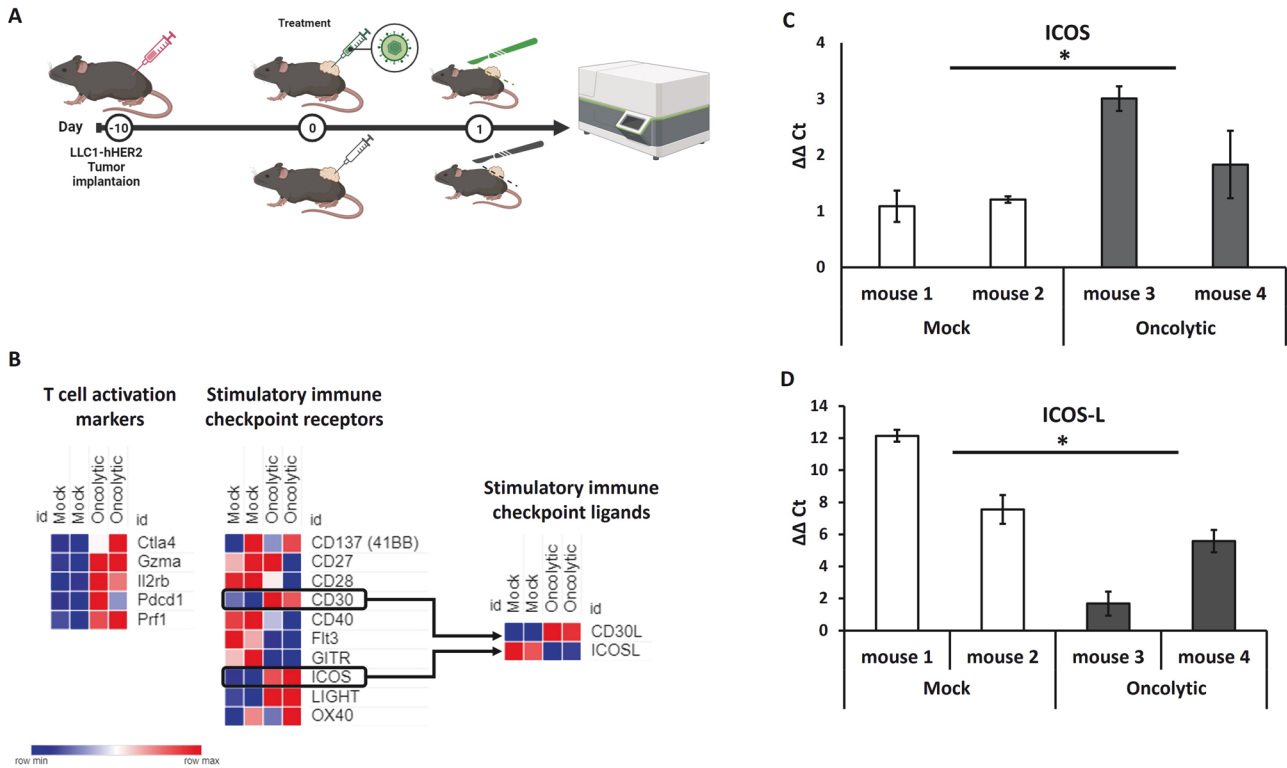 A
Treatment
Day
-10
0
1
LLC1-hHER2
Tumor
implantaion
B
T cell activation
markers
id Mock Mock Oncolytic Oncolytic id
Ctla4
Gzma
Il2rb
Pdcd1
Prf1
Stimulatory immune
checkpoint receptors
id Mock Mock Oncolytic Oncolytic id
CD137 (41BB)
CD27
CD28
CD30
CD40
Flt3
GITR
ICOS
LIGHT
OX40
Stimulatory immune
checkpoint ligands
id Mock Mock Oncolytic Oncolytic id
CD30L
ICOSL
row min row max
C
ICOS
*
ΔΔ Ct
4
3
2
1
0
mouse 1 mouse 2 mouse 3 mouse 4
Mock Oncolytic
D
ICOS-L
*
ΔΔ Ct
14
12
10
8
6
4
2
0
mouse 1 mouse 2 mouse 3 mouse 4
Mock Oncolytic